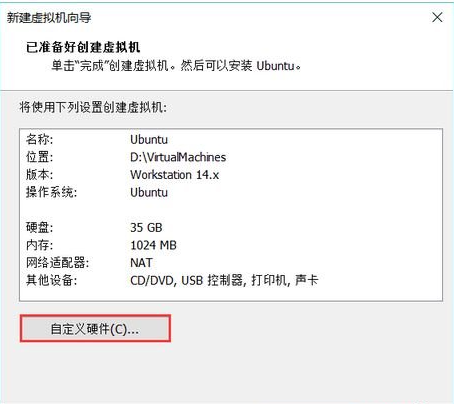 新建虚拟机向导
已准备好创建虚拟机
单击“完成”创建虚拟机。然后可以安装 Ubuntu。
将使用下列设置创建虚拟机:
名称: Ubuntu
位置: D:\VirtualMachines
版本: Workstation 14.x
操作系统: Ubuntu
硬盘: 35 GB
内存: 1024 MB
网络适配器: NAT
其他设备: CD/DVD, USB 控制器, 打印机, 声卡
自定义硬件(C)...